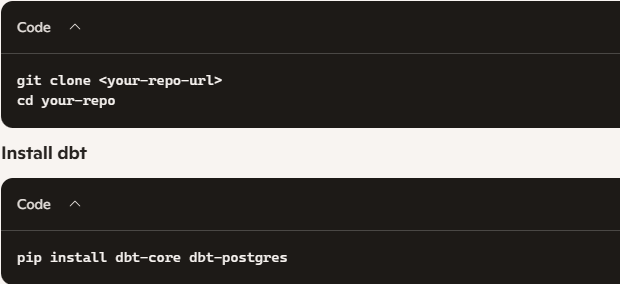 Code
git clone <your-repo-url>
cd your-repo
Install dbt
Code
pip install dbt-core dbt-postgres